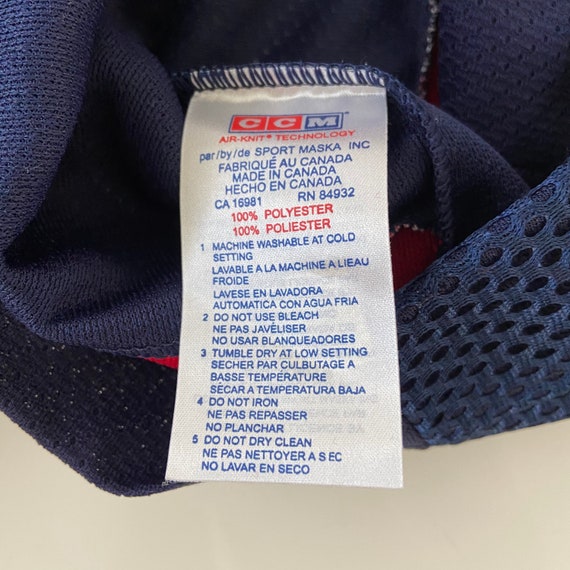 CCM
AIR-KNIT® TECHNOLOGY
par/by/de SPORT MASKA INC
FABRIQUÉ AU CANADA
MADE IN CANADA
HECHO EN CANADA
CA 16981 RN 84932
100% POLYESTER
100% POLIESTER
1 MACHINE WASHABLE AT COLD
SETTING
LAVABLE A LA MACHINE A LIEAU
FROIDE
LAVESE EN LAVADORA
AUTOMATICA CON AGUA FRIA
2 DO NOT USE BLEACH
NE PAS JAVÉLISER
NO USAR BLANQUEADORES
3 TUMBLE DRY AT LOW SETTING
SECHER PAR CULBUTAGE A
BASSE TEMPÉRATURE
SECAR A TEMPERATURA BAJA
4 DO NOT IRON
NE PAS REPASSER
NO PLANCHAR
5 DO NOT DRY CLEAN
NE PAS NETTOYER A SEC
NO LAVAR EN SECO